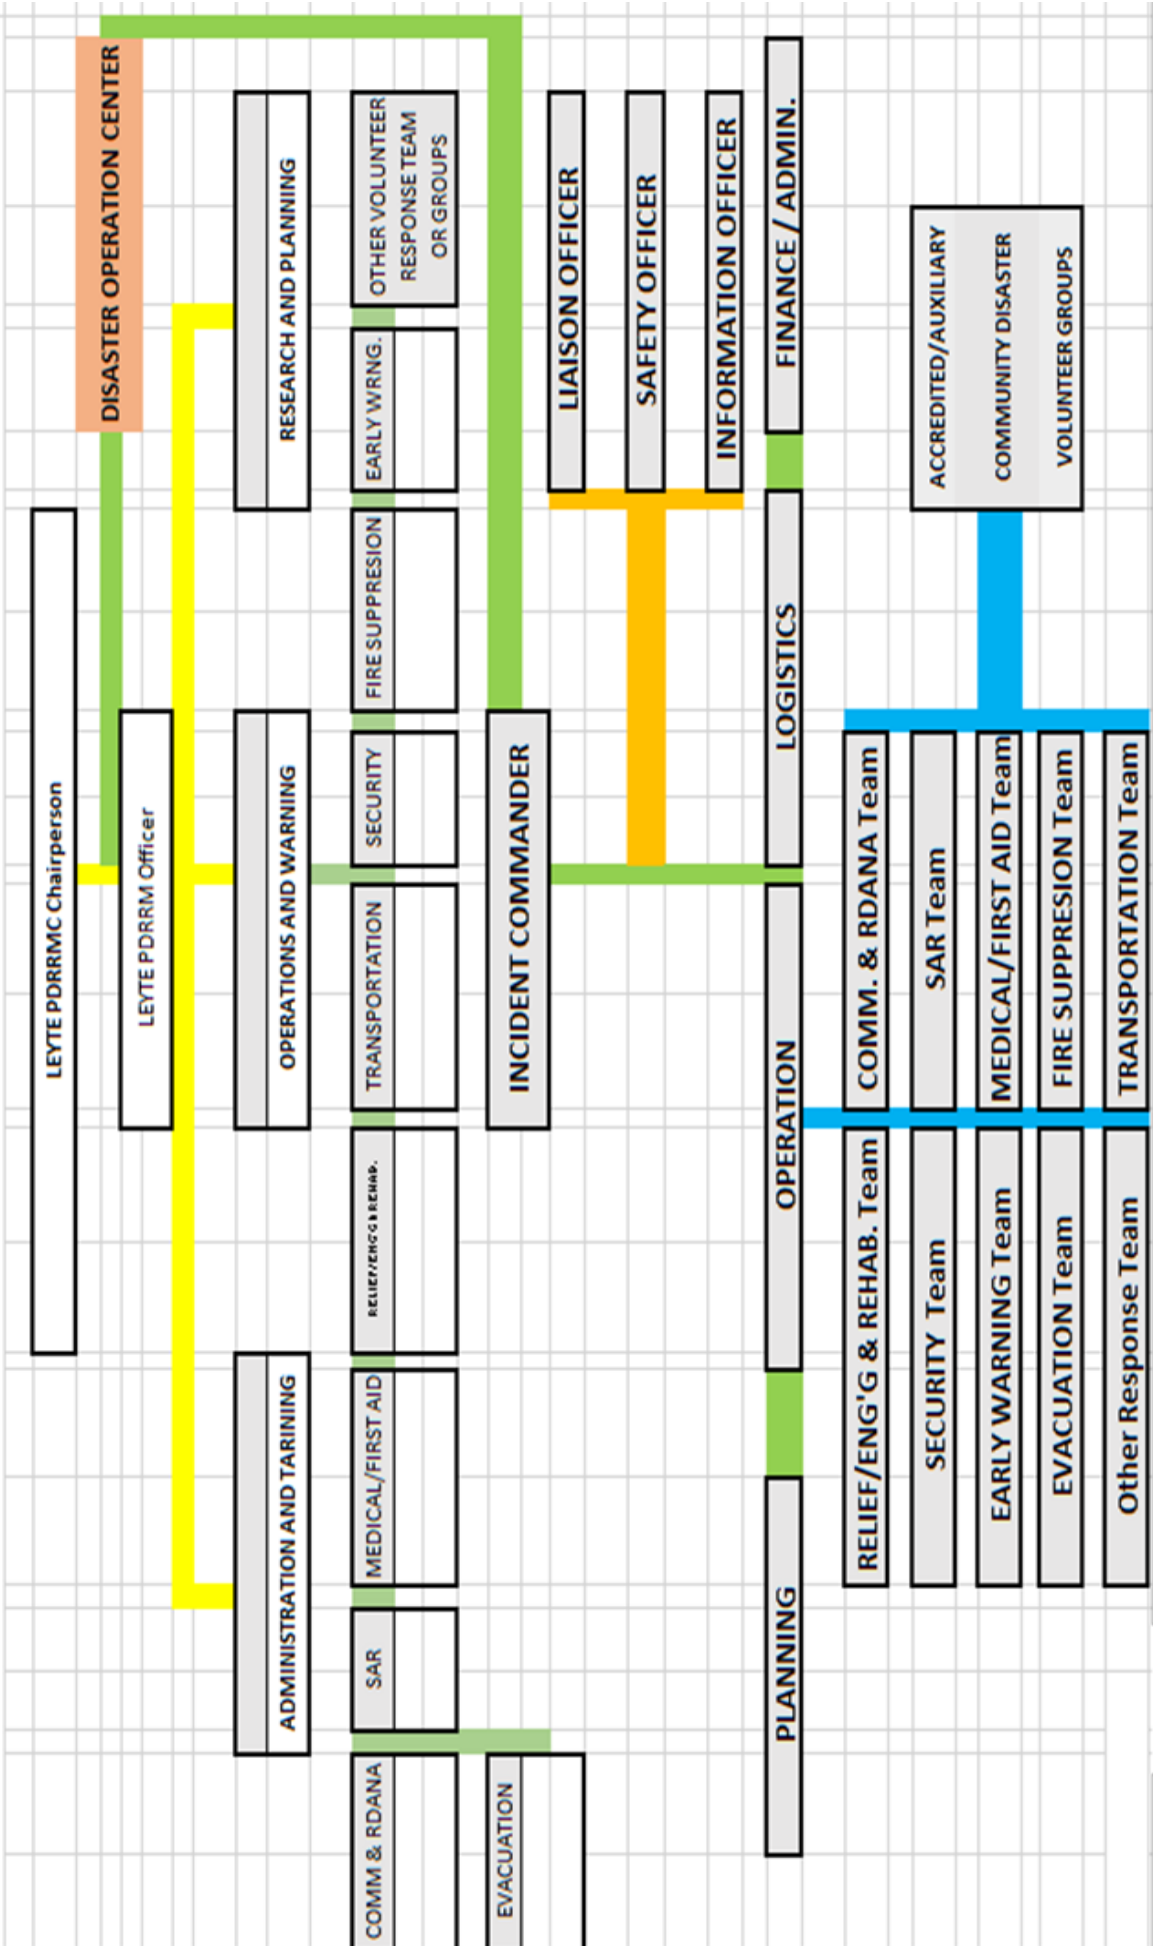 LEYTE PDRRMC Chairperson
DISASTER OPERATION CENTER
LEYTE PDRRM Officer
ADMINISTRATION AND TARINING
OPERATIONS AND WARNING
RESEARCH AND PLANNING
COMM & RDANA
SAR
MEDICAL/FIRST AID
RELIEF/ENG'G & REHAB.
TRANSPORTATION
SECURITY
FIRE SUPPRESION
EARLY WRNG.
OTHER VOLUNTEER
RESPONSE TEAM
OR GROUPS
EVACUATION
INCIDENT COMMANDER
LIAISON OFFICER
SAFETY OFFICER
INFORMATION OFFICER
PLANNING
OPERATION
LOGISTICS
FINANCE / ADMIN.
RELIEF/ENG'G & REHAB. Team
COMM. & RDANA Team
SECURITY Team
SAR Team
EARLY WARNING Team
MEDICAL/FIRST AID Team
EVACUATION Team
FIRE SUPPRESION Team
Other Response Team
TRANSPORTATION Team
ACCREDITED/AUXILIARY
COMMUNITY DISASTER
VOLUNTEER GROUPS